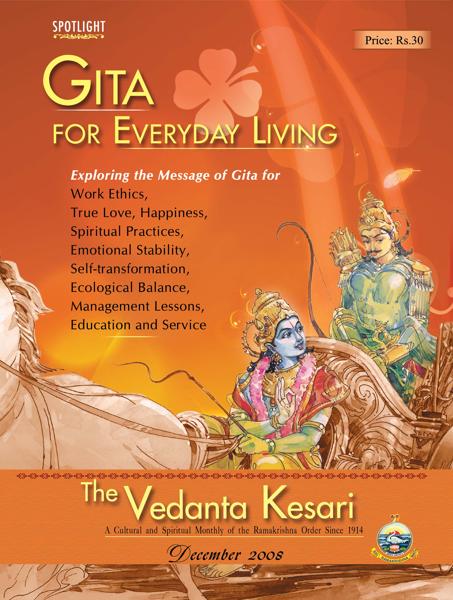 SPOTLIGHT
Price: Rs.30
GITA
FOR EVERYDAY LIVING
Exploring the Message of Gita for
Work Ethics,
True Love, Happiness,
Spiritual Practices,
Emotional Stability,
Self-transformation,
Ecological Balance,
Management Lessons,
Education and Service
The Vedanta Kesari
A Cultural and Spiritual Monthly of the Ramakrishna Order Since 1914
December 2008